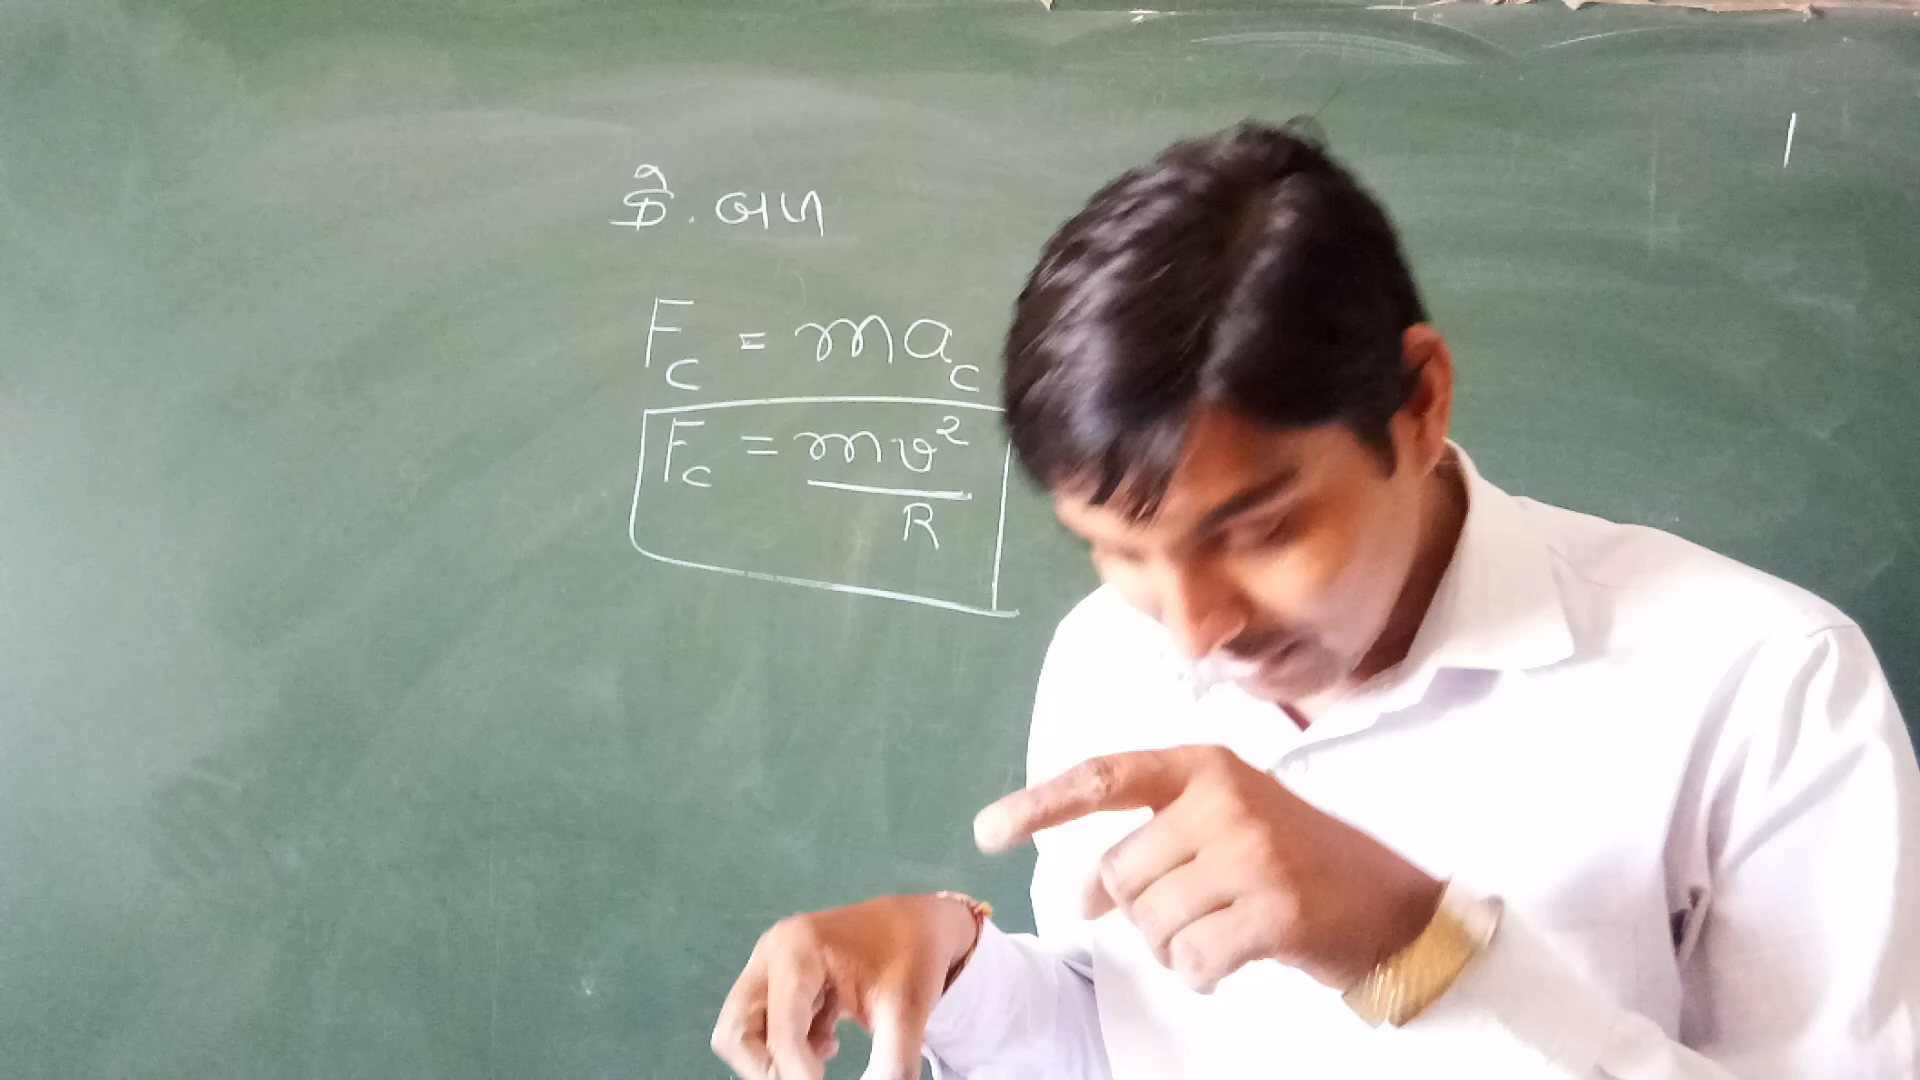 કે. બળ
F_c = ma_c
F_c = mv²/R